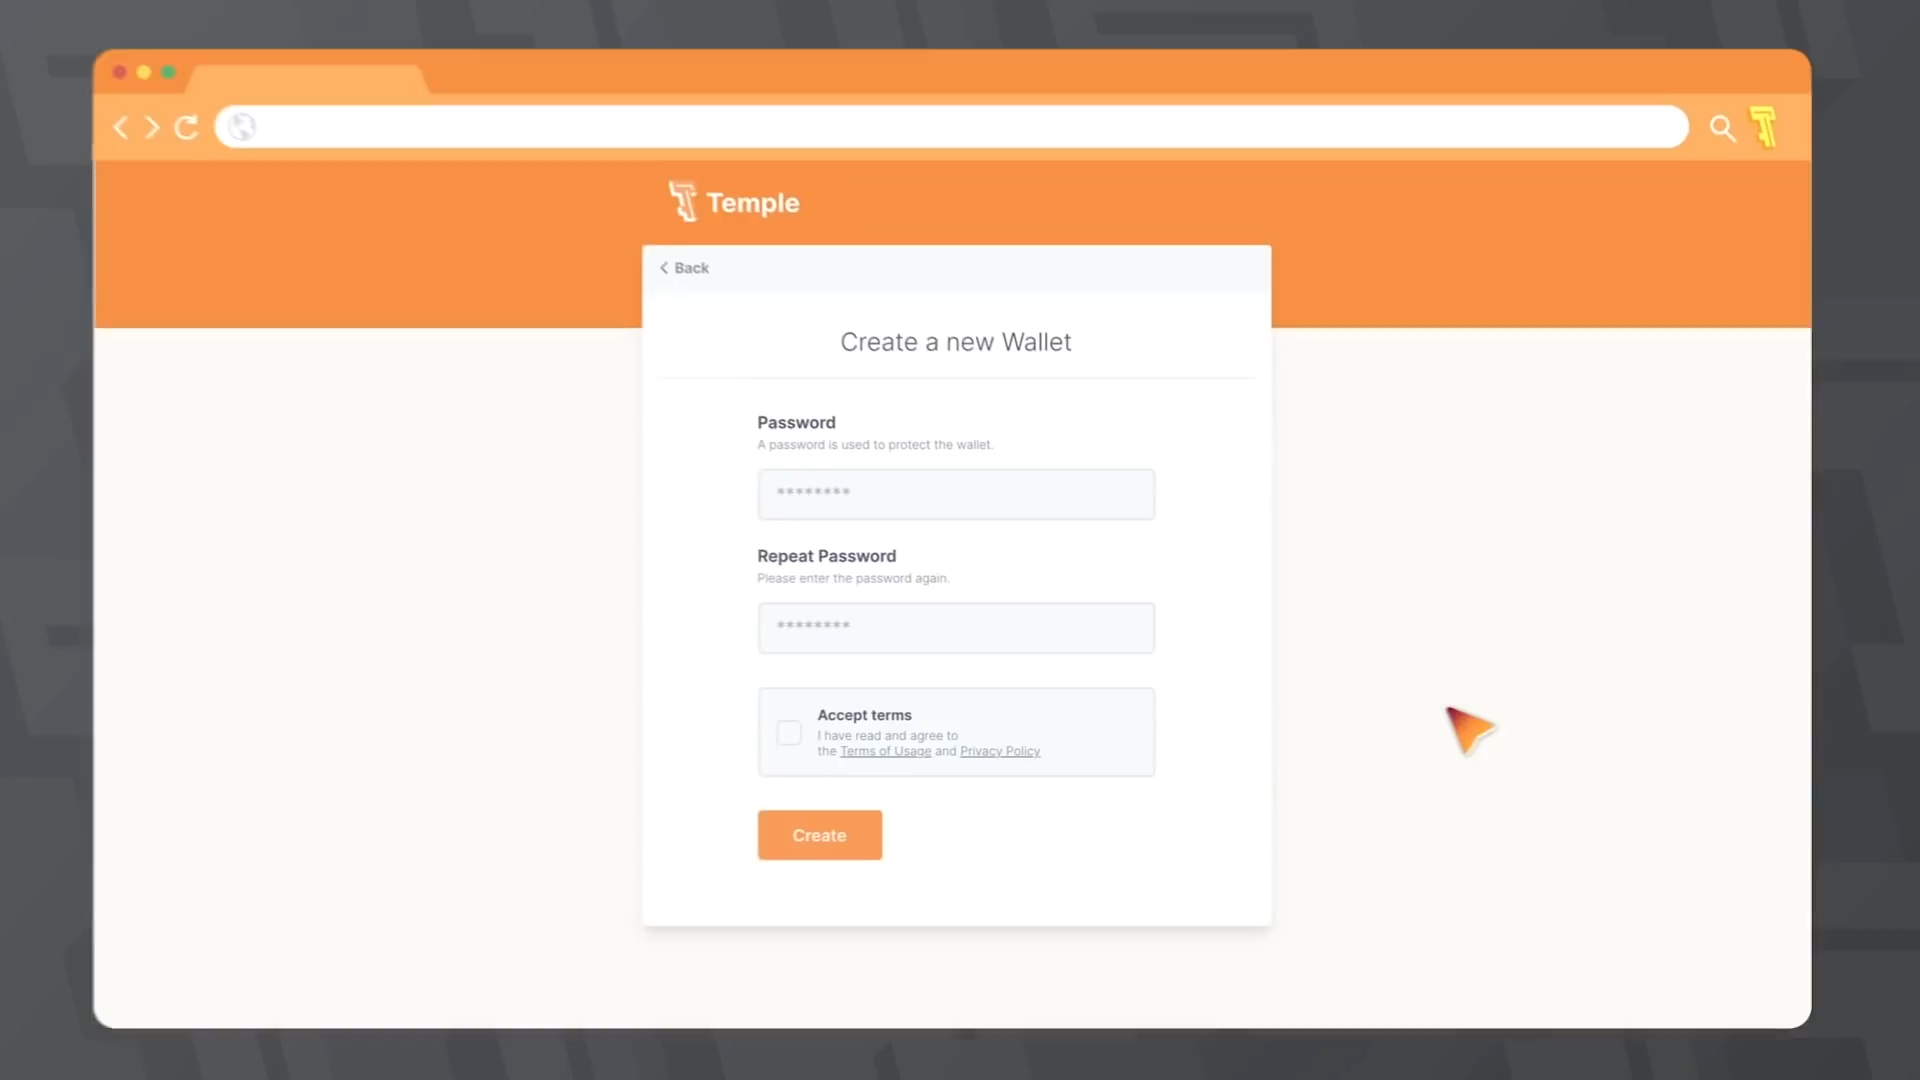 Temple
Back
Create a new Wallet
Password
A password is used to protect the wallet.
********
Repeat Password
Please enter the password again.
********
Accept terms
I have read and agree to
the Terms of Usage and Privacy Policy
Create